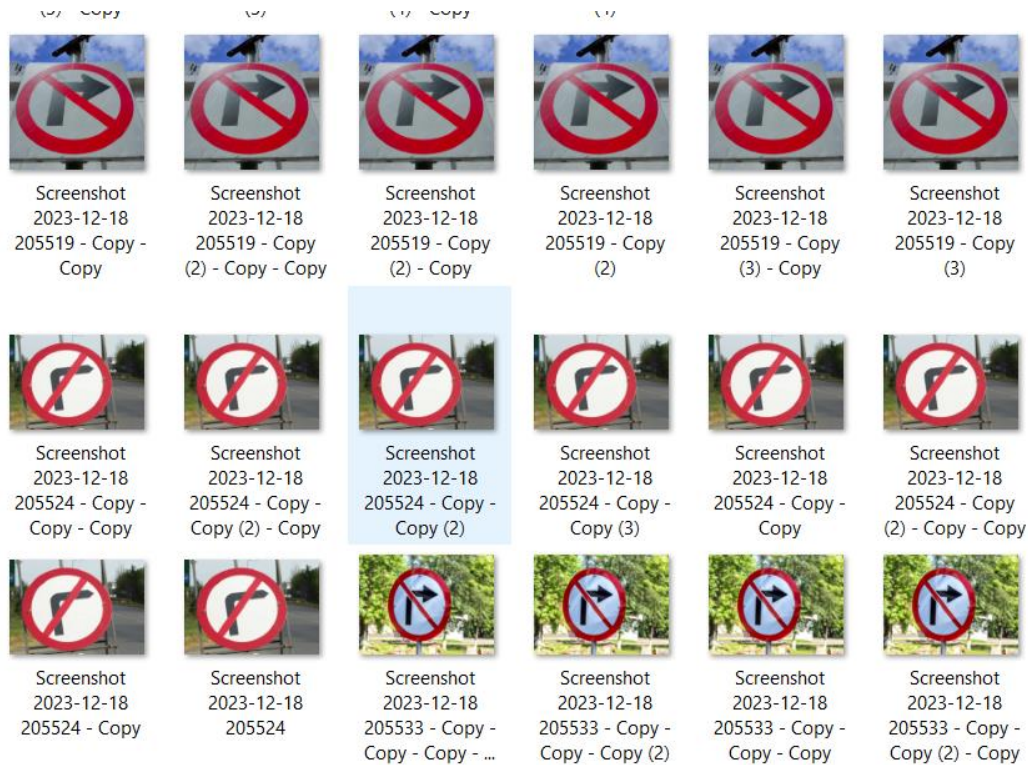 (3) - Copy
(3)
(4) - Copy
(4)
Screenshot
2023-12-18
205519 - Copy -
Copy
Screenshot
2023-12-18
205519 - Copy
(2) - Copy - Copy
Screenshot
2023-12-18
205519 - Copy
(2) - Copy
Screenshot
2023-12-18
205519 - Copy
(2)
Screenshot
2023-12-18
205519 - Copy
(3) - Copy
Screenshot
2023-12-18
205519 - Copy
(3)
Screenshot
2023-12-18
205524 - Copy -
Copy - Copy
Screenshot
2023-12-18
205524 - Copy -
Copy (2) - Copy
Screenshot
2023-12-18
205524 - Copy -
Copy (2)
Screenshot
2023-12-18
205524 - Copy -
Copy (3)
Screenshot
2023-12-18
205524 - Copy -
Copy
Screenshot
2023-12-18
205524 - Copy
(2) - Copy - Copy
Screenshot
2023-12-18
205524 - Copy
Screenshot
2023-12-18
205524
Screenshot
2023-12-18
205533 - Copy -
Copy - Copy - ...
Screenshot
2023-12-18
205533 - Copy -
Copy - Copy (2)
Screenshot
2023-12-18
205533 - Copy -
Copy - Copy
Screenshot
2023-12-18
205533 - Copy -
Copy (2) - Copy